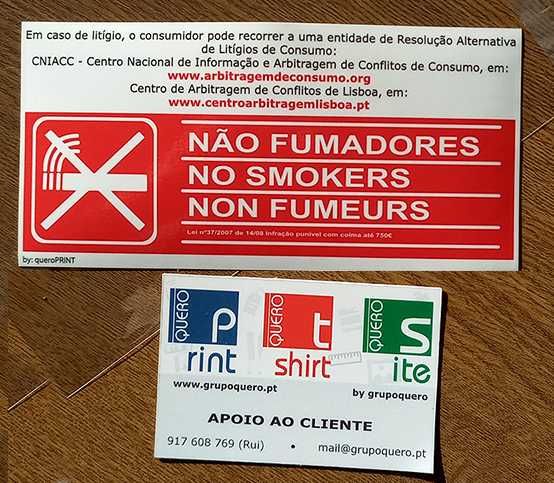 Em caso de litígio, o consumidor pode recorrer a uma entidade de Resolução Alternativa
de Litígios de Consumo:
CNIACC - Centro Nacional de Informação e Arbitragem de Conflitos de Consumo, em:
www.arbitragemdeconsumo.org
Centro de Arbitragem de Conflitos de Lisboa, em:
www.centroarbitragemlisboa.pt
NÃO FUMADORES
NO SMOKERS
NON FUMEURS
Lei nº37/2007 de 14/08 Infração punível com coima até 750€
by: queroPRINT
QUERO Print
QUERO tshirt
QUERO Site
www.grupoquero.pt by grupoquero
APOIO AO CLIENTE
917 608 769 (Rui) • mail@grupoquero.pt